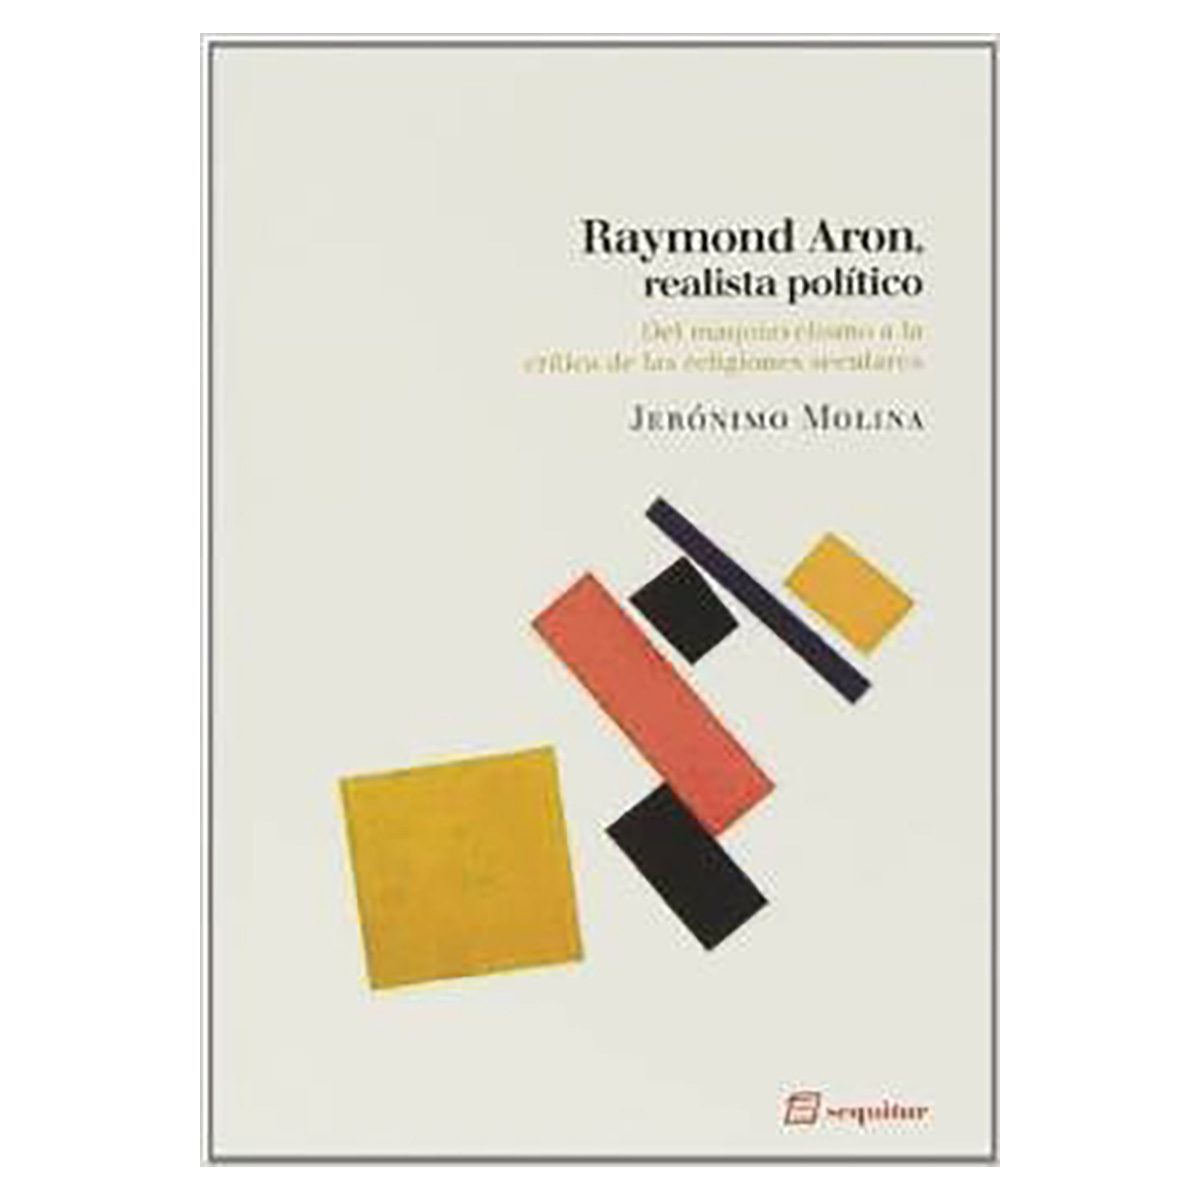 Raymond Aron,
realista político
Del maquiavelismo a la
crítica de las religiones seculares
JERÓNIMO MOLINA
sequitur